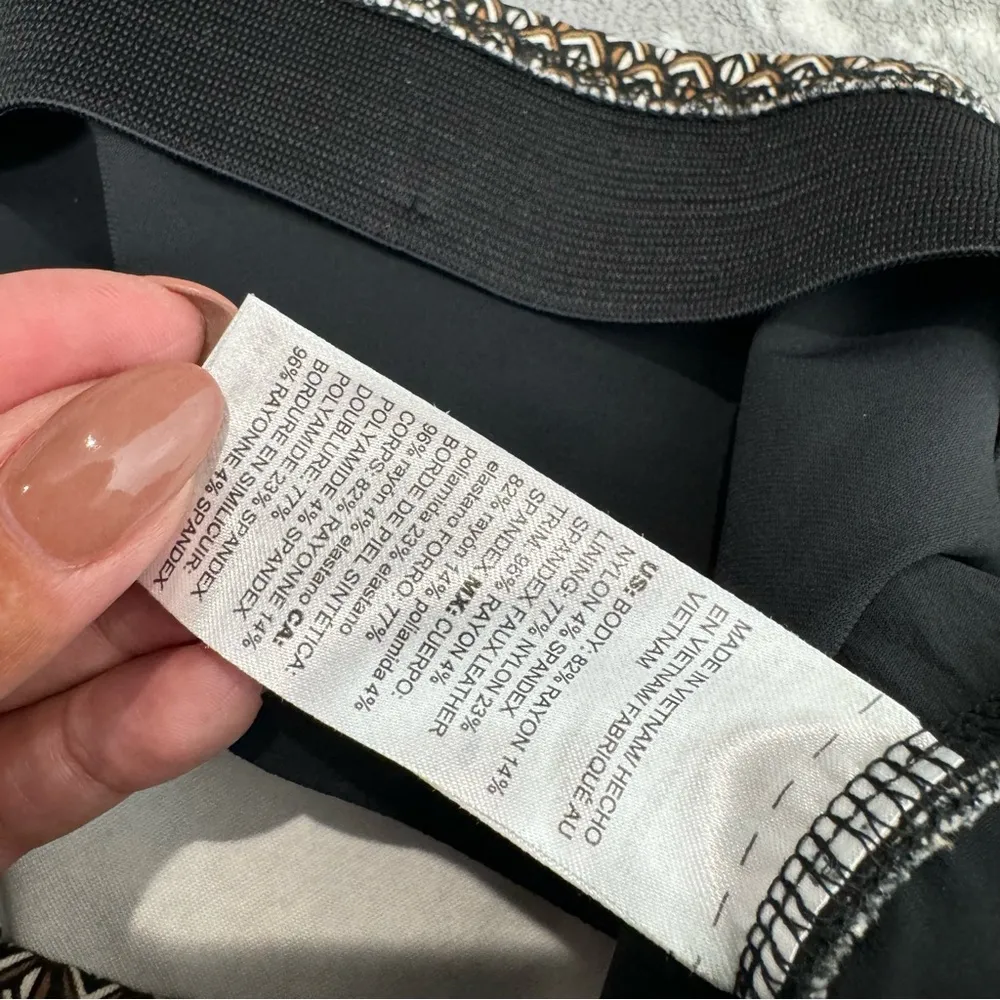 MADE IN VIETNAM/ HECHO
EN VIETNAM/ FABRIQUÉ AU
VIETNAM
US: BODY: 82% RAYON 14%
NYLON 4% SPANDEX
LINING: 77% NYLON 23%
SPANDEX FAUX LEATHER
TRIM: 96% RAYON 4%
SPANDEX MX: CUERPO:
82% rayon 14% poliamida 4%
elastano FORRO: 77%
poliamida 23% elastano
BORDE DE PIEL SINTÉTICA:
96% rayon 4% elastano CA:
CORPS: 82% RAYONNE 14%
POLYAMIDE 4% SPANDEX
DOUBLURE: 77%
POLYAMIDE 23% SPANDEX
BORDURE EN SIMILICUIR:
96% RAYONNE 4% SPANDEX